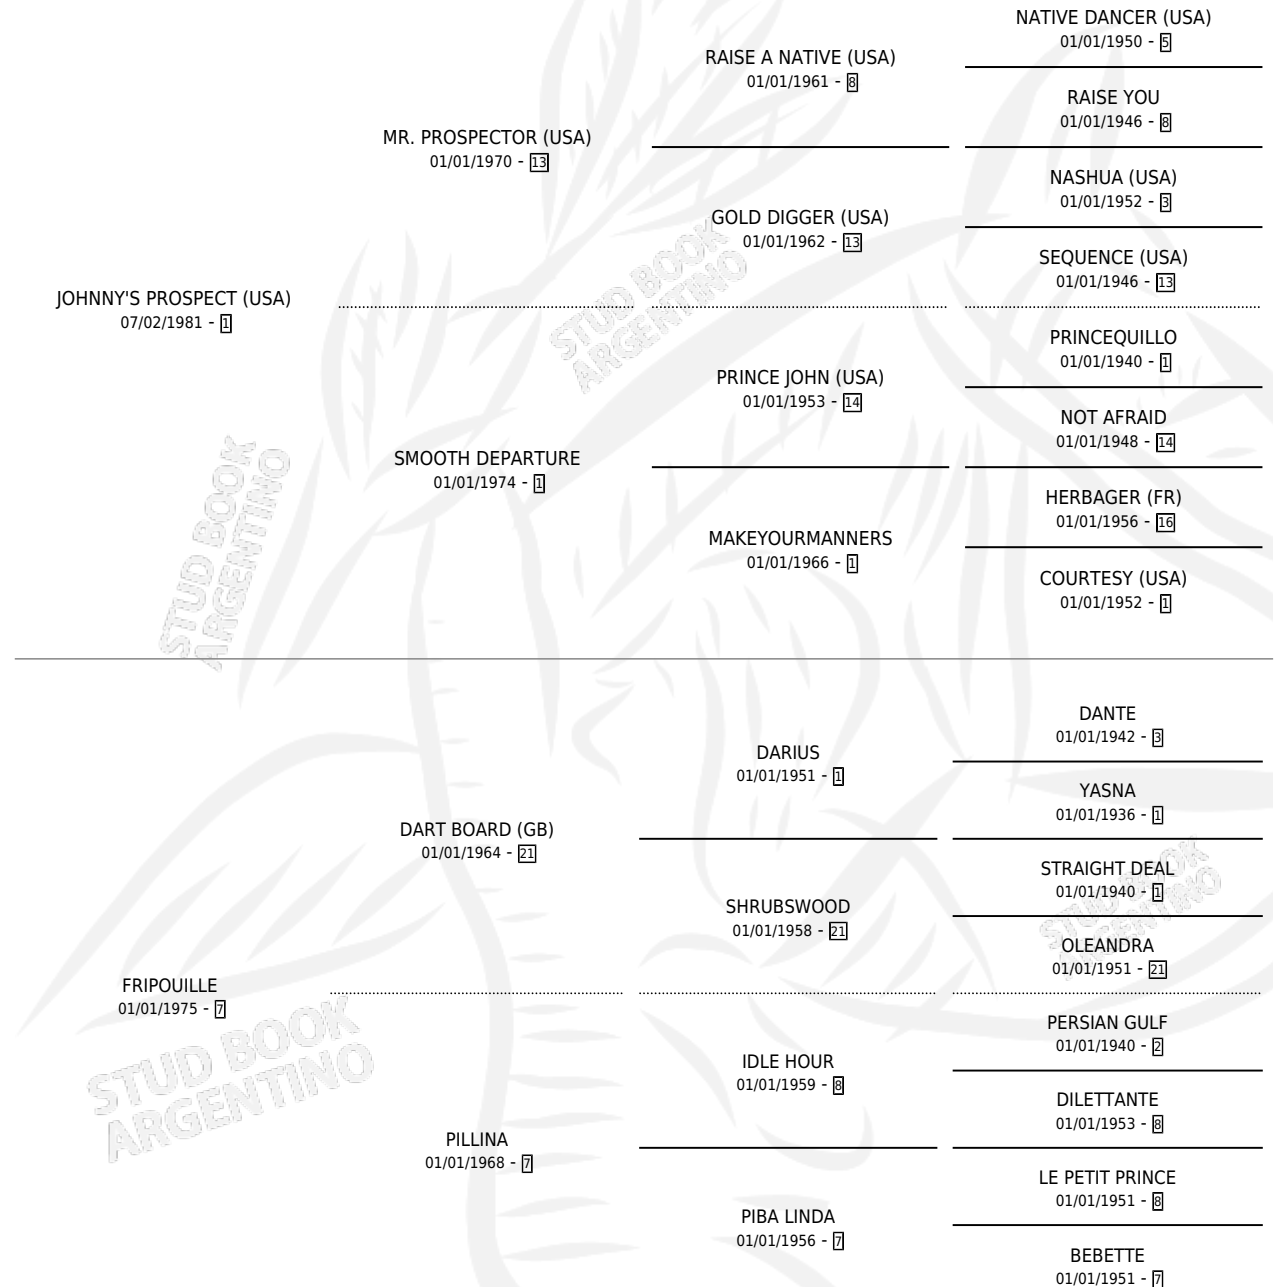 NATIVE DANCER (USA)
01/01/1950 - 5
RAISE A NATIVE (USA)
01/01/1961 - 8
RAISE YOU
01/01/1946 - 8
MR. PROSPECTOR (USA)
01/01/1970 - 13
NASHUA (USA)
01/01/1952 - 3
GOLD DIGGER (USA)
01/01/1962 - 13
SEQUENCE (USA)
01/01/1946 - 13
JOHNNY'S PROSPECT (USA)
07/02/1981 - 1
PRINCEQUILLO
01/01/1940 - 1
PRINCE JOHN (USA)
01/01/1953 - 14
NOT AFRAID
01/01/1948 - 14
SMOOTH DEPARTURE
01/01/1974 - 1
HERBAGER (FR)
01/01/1956 - 16
MAKEYOURMANNERS
01/01/1966 - 1
COURTESY (USA)
01/01/1952 - 1
DANTE
01/01/1942 - 3
DARIUS
01/01/1951 - 1
YASNA
01/01/1936 - 1
DART BOARD (GB)
01/01/1964 - 21
STRAIGHT DEAL
01/01/1940 - 1
SHRUBSWOOD
01/01/1958 - 21
OLEANDRA
01/01/1951 - 21
FRIPOUILLE
01/01/1975 - 7
PERSIAN GULF
01/01/1940 - 2
IDLE HOUR
01/01/1959 - 8
DILETTANTE
01/01/1953 - 8
PILLINA
01/01/1968 - 7
LE PETIT PRINCE
01/01/1951 - 8
PIBA LINDA
01/01/1956 - 7
BEBETTE
01/01/1951 - 7
STUD BOOK
ARGENTINO
STUD BOOK
ARGENTINO
STUD BOOK
ARGENTINO
STUD BOOK
ARGENTINO